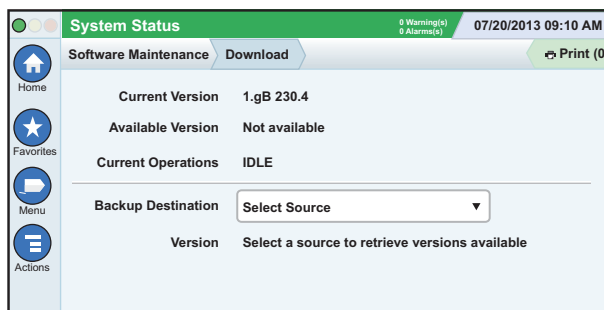 System Status
0 Warning(s)
0 Alarms(s)
07/20/2013 09:10 AM
Software Maintenance Download
Print (0
Home
Favorites
Menu
Actions
Current Version 1.gB 230.4
Available Version Not available
Current Operations IDLE
Backup Destination Select Source
Version Select a source to retrieve versions available